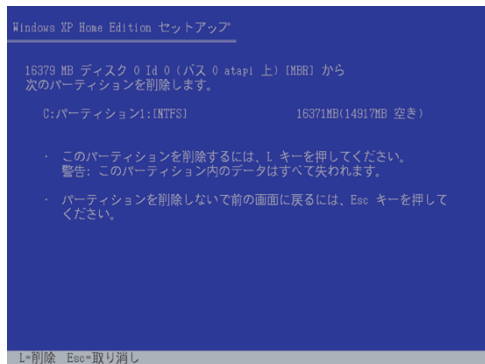 Windows XP Home Edition セットアップ
16379 MB ディスク 0 Id 0 (バス 0 atapi 上) [MBR] から
次のパーティションを削除します。
C:パーティション1:[NTFS] 16371MB(14917MB 空き)
・ このパーティションを削除するには、L キーを押してください。
警告: このパーティション内のデータはすべて失われます。
・ パーティションを削除しないで前の画面に戻るには、Esc キーを押して
ください。
L=削除 Esc=取り消し